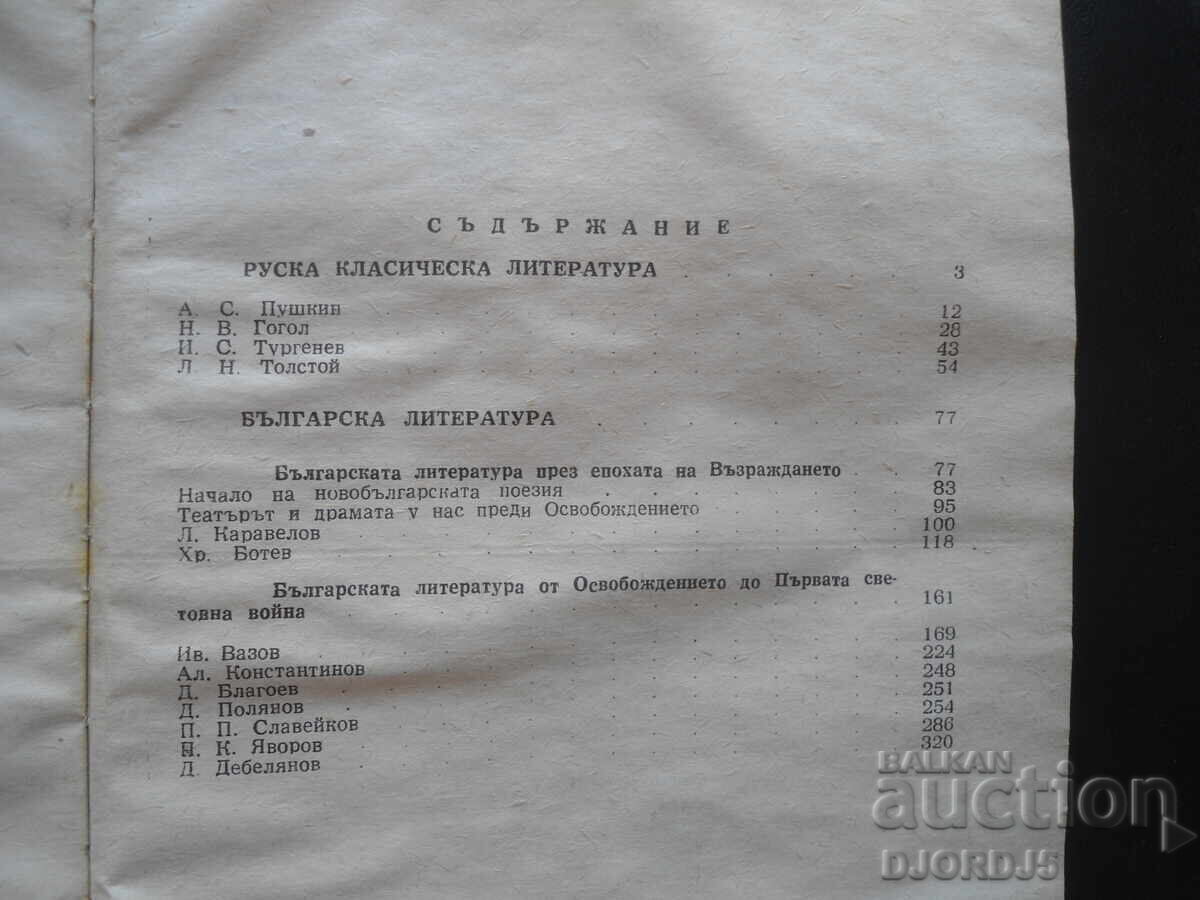 СЪДЪРЖАНИЕ
РУСКА КЛАСИЧЕСКА ЛИТЕРАТУРА . . . . . . 3
А. С. Пушкин . . . . . . 12
Н. В. Гогол . . . . . . 28
И. С. Тургенев . . . . . . 43
Л. Н. Толстой . . . . . . 54
БЪЛГАРСКА ЛИТЕРАТУРА . . . . . . 77
Българската литература през епохата на Възраждането . 77
Начало на новобългарската поезия . . . . . . 83
Театърът и драмата у нас преди Освобождението . . . . . . 95
Л. Каравелов . . . . . . 100
Хр. Ботев . . . . . . 118
Българската литература от Освобождението до Първата све-
товна война . . . . . . 161
Ив. Вазов . . . . . . 169
Ал. Константинов . . . . . . 224
Д. Благоев . . . . . . 248
Д. Полянов . . . . . . 251
П. П. Славейков . . . . . . 254
П. К. Яворов . . . . . . 286
Д Дебелянов . . . . . . 320
BALKAN
auction
DJORDJ5